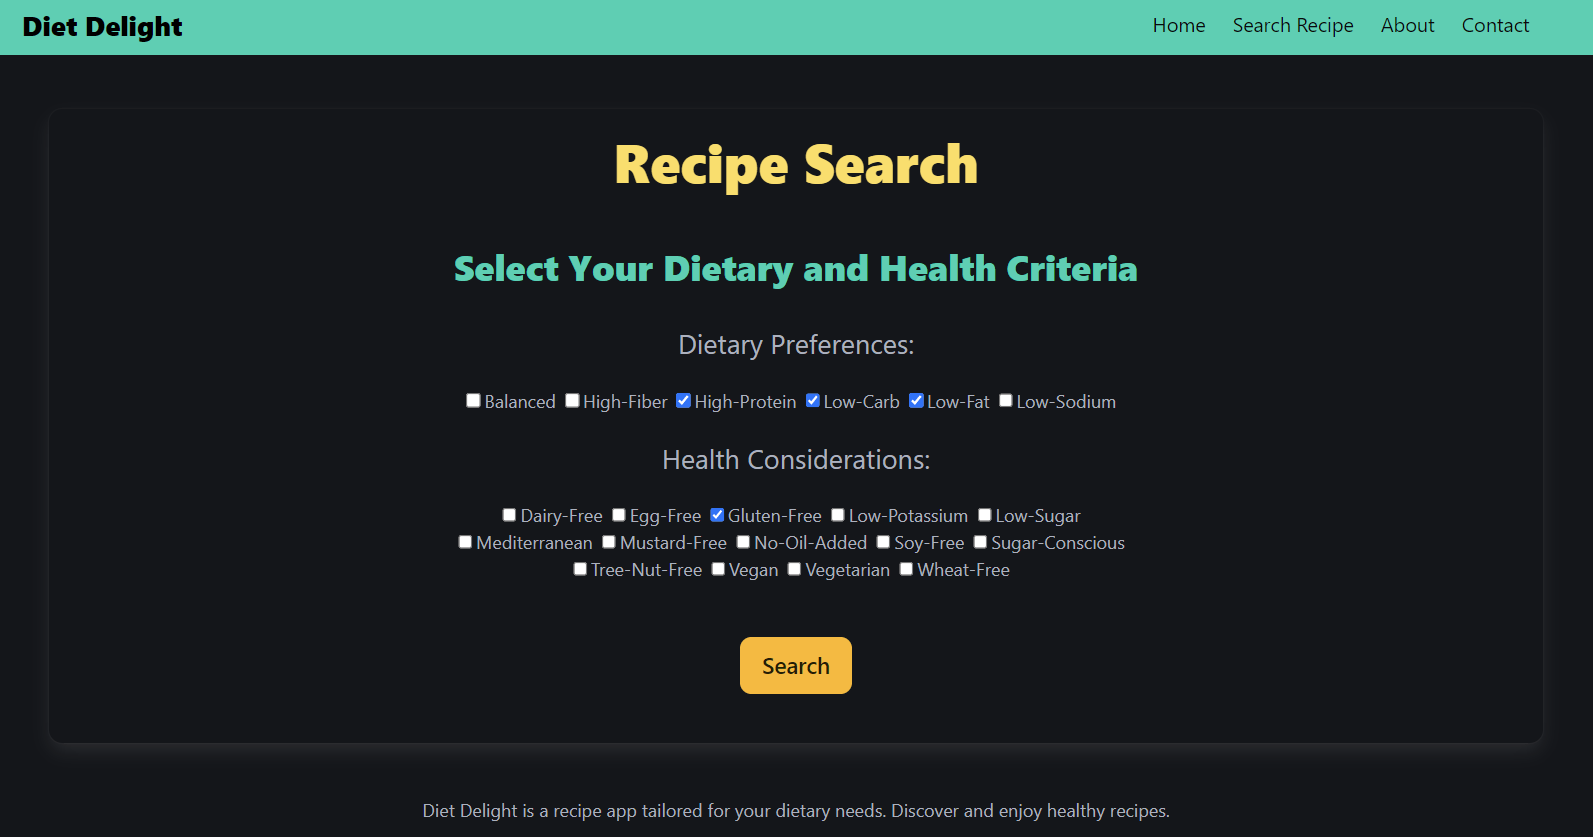 Diet Delight Home Search Recipe About Contact
Recipe Search
Select Your Dietary and Health Criteria
Dietary Preferences:
Balanced High-Fiber High-Protein Low-Carb Low-Fat Low-Sodium
Health Considerations:
Dairy-Free Egg-Free Gluten-Free Low-Potassium Low-Sugar
Mediterranean Mustard-Free No-Oil-Added Soy-Free Sugar-Conscious
Tree-Nut-Free Vegan Vegetarian Wheat-Free
Search
Diet Delight is a recipe app tailored for your dietary needs. Discover and enjoy healthy recipes.